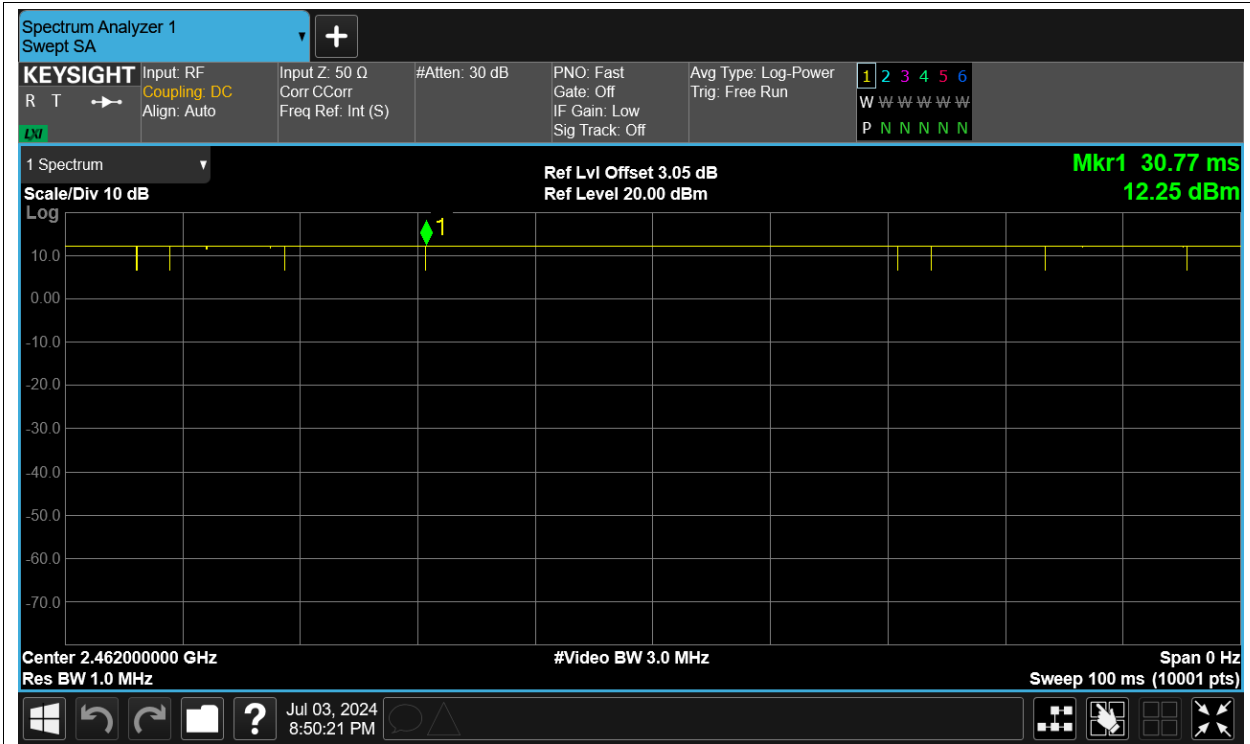 Spectrum Analyzer 1
Swept SA
KEYSIGHT
R T
LXI
Input: RF
Coupling: DC
Align: Auto
Input Z: 50 Ω
Corr CCorr
Freq Ref: Int (S)
#Atten: 30 dB
PNO: Fast
Gate: Off
IF Gain: Low
Sig Track: Off
Avg Type: Log-Power
Trig: Free Run
1 2 3 4 5 6
W W W W W W
P N N N N N
1 Spectrum
Scale/Div 10 dB
Log
Ref Lvl Offset 3.05 dB
Ref Level 20.00 dBm
Mkr1 30.77 ms
12.25 dBm
1
10.0
0.00
-10.0
-20.0
-30.0
-40.0
-50.0
-60.0
-70.0
Center 2.462000000 GHz
Res BW 1.0 MHz
#Video BW 3.0 MHz
Span 0 Hz
Sweep 100 ms (10001 pts)
?
Jul 03, 2024
8:50:21 PM